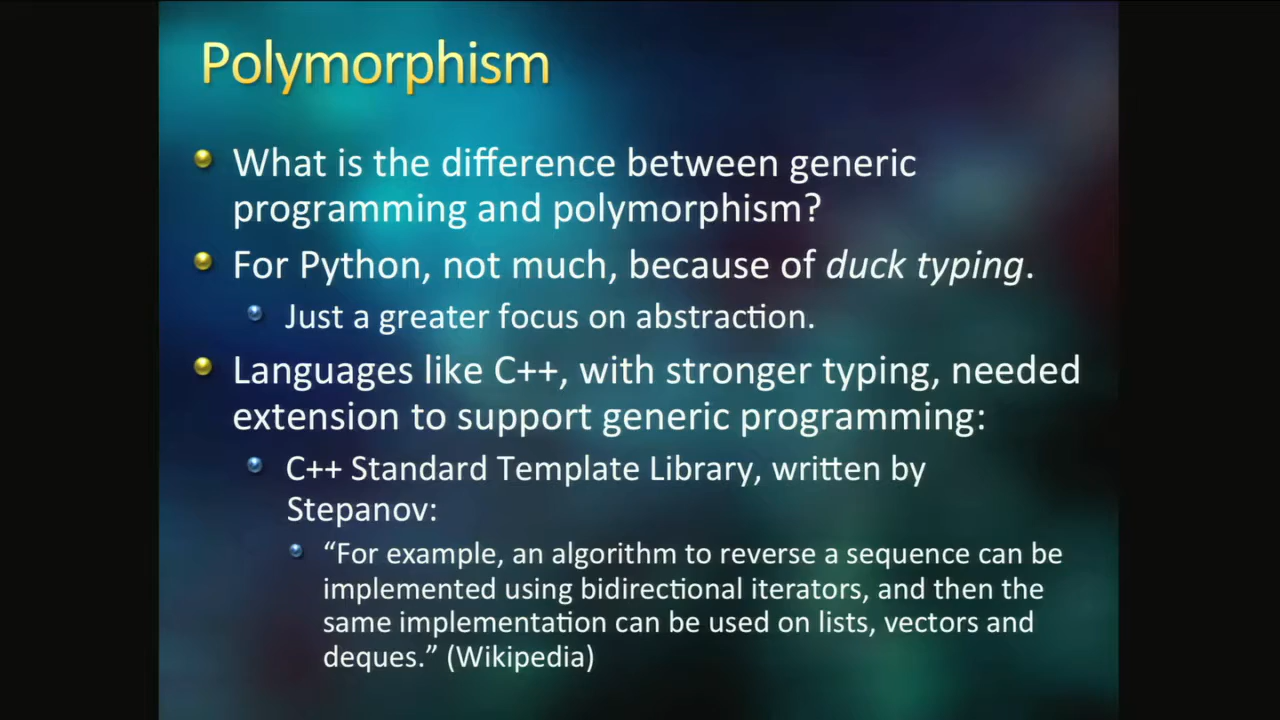 Polymorphism
What is the difference between generic
programming and polymorphism?
For Python, not much, because of duck typing.
Just a greater focus on abstraction.
Languages like C++, with stronger typing, needed
extension to support generic programming:
C++ Standard Template Library, written by
Stepanov:
“For example, an algorithm to reverse a sequence can be
implemented using bidirectional iterators, and then the
same implementation can be used on lists, vectors and
deques.” (Wikipedia)